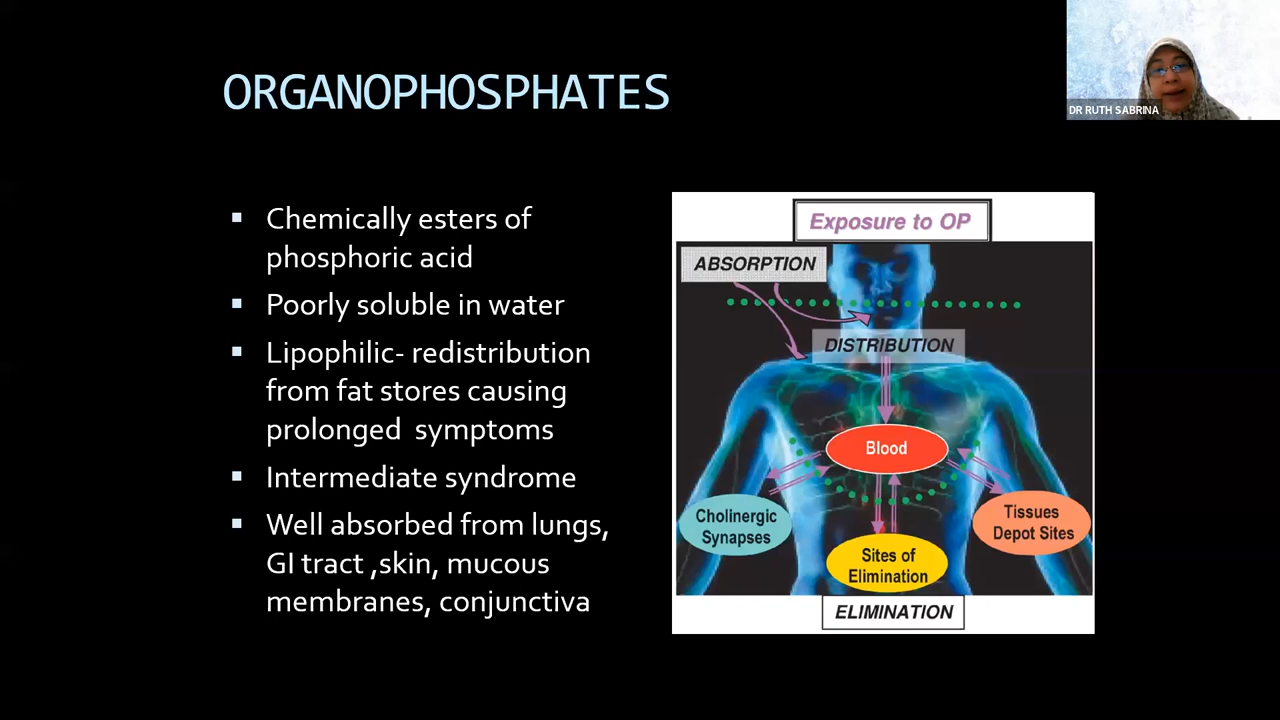 ORGANOPHOSPHATES
DR RUTH SABRINA
▪ Chemically esters of
phosphoric acid
▪ Poorly soluble in water
▪ Lipophilic- redistribution
from fat stores causing
prolonged  symptoms
▪ Intermediate syndrome
▪ Well absorbed from lungs,
GI tract ,skin, mucous
membranes, conjunctiva
Exposure to OP
ABSORPTION
DISTRIBUTION
Blood
Cholinergic
Synapses
Tissues
Depot Sites
Sites of
Elimination
ELIMINATION